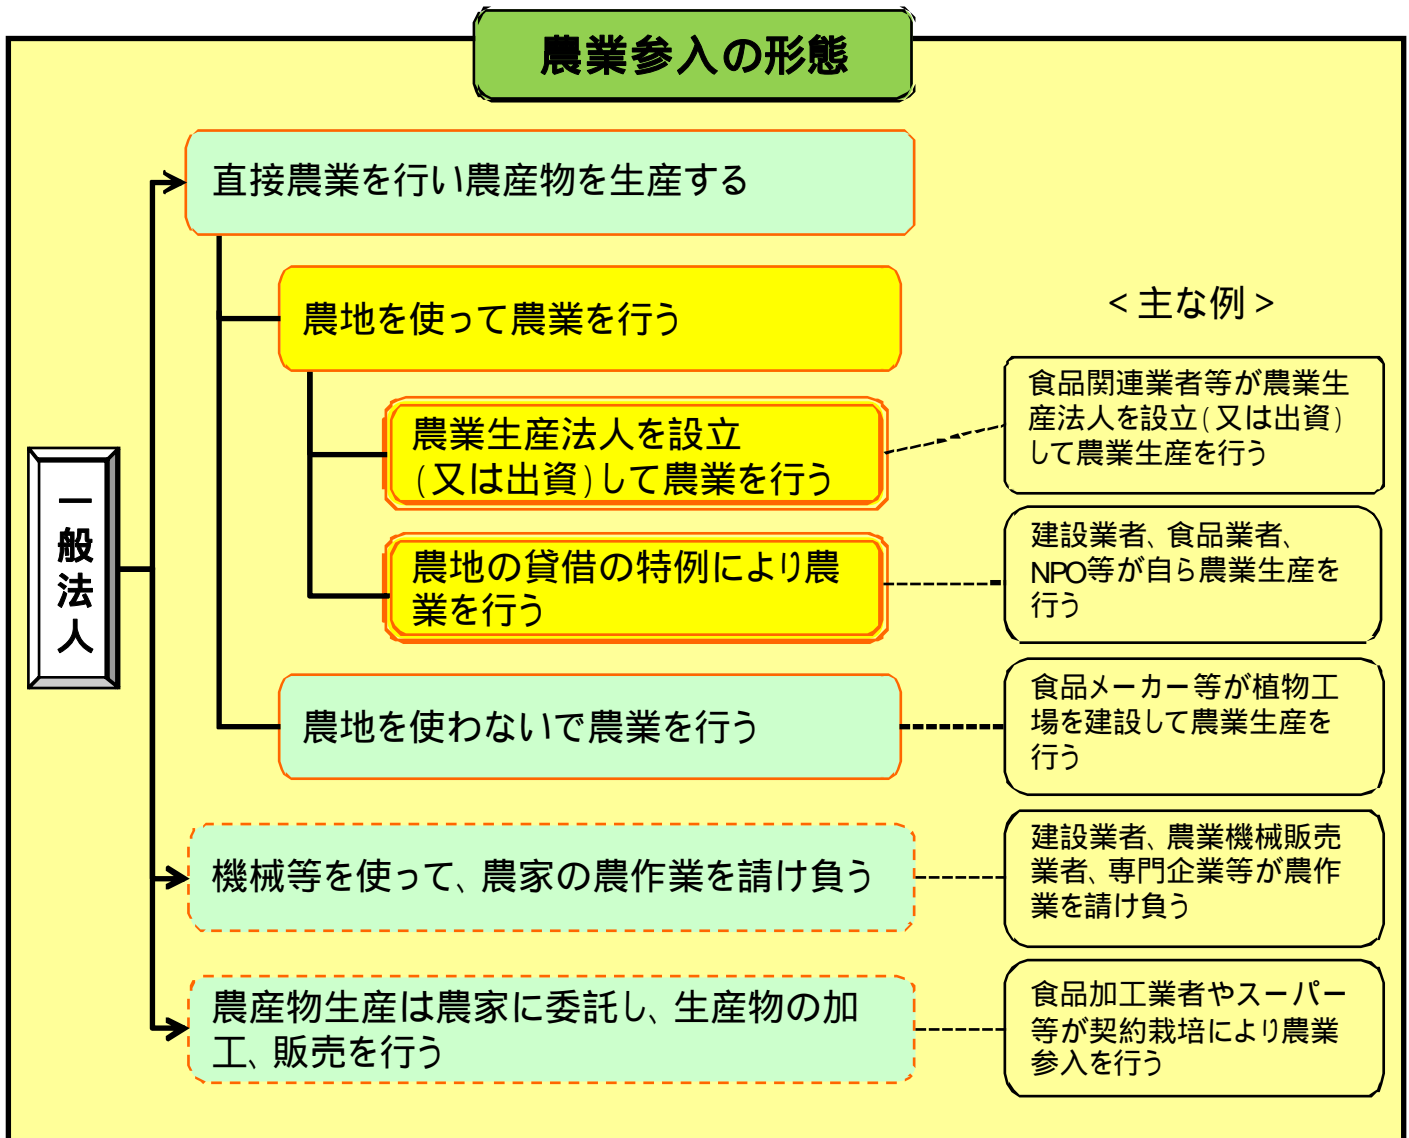 農業参入の形態
直接農業を行い農産物を生産する
農地を使って農業を行う
<主な例>
農業生産法人を設立
(又は出資)して農業を行う
食品関連業者等が農業生
産法人を設立(又は出資)
して農業生産を行う
一般法人
農地の貸借の特例により農
業を行う
建設業者、食品業者、
NPO等が自ら農業生産を
行う
農地を使わないで農業を行う
食品メーカー等が植物工
場を建設して農業生産を
行う
機械等を使って、農家の農作業を請け負う
建設業者、農業機械販売
業者、専門企業等が農作
業を請け負う
農産物生産は農家に委託し、生産物の加
工、販売を行う
食品加工業者やスーパー
等が契約栽培により農業
参入を行う